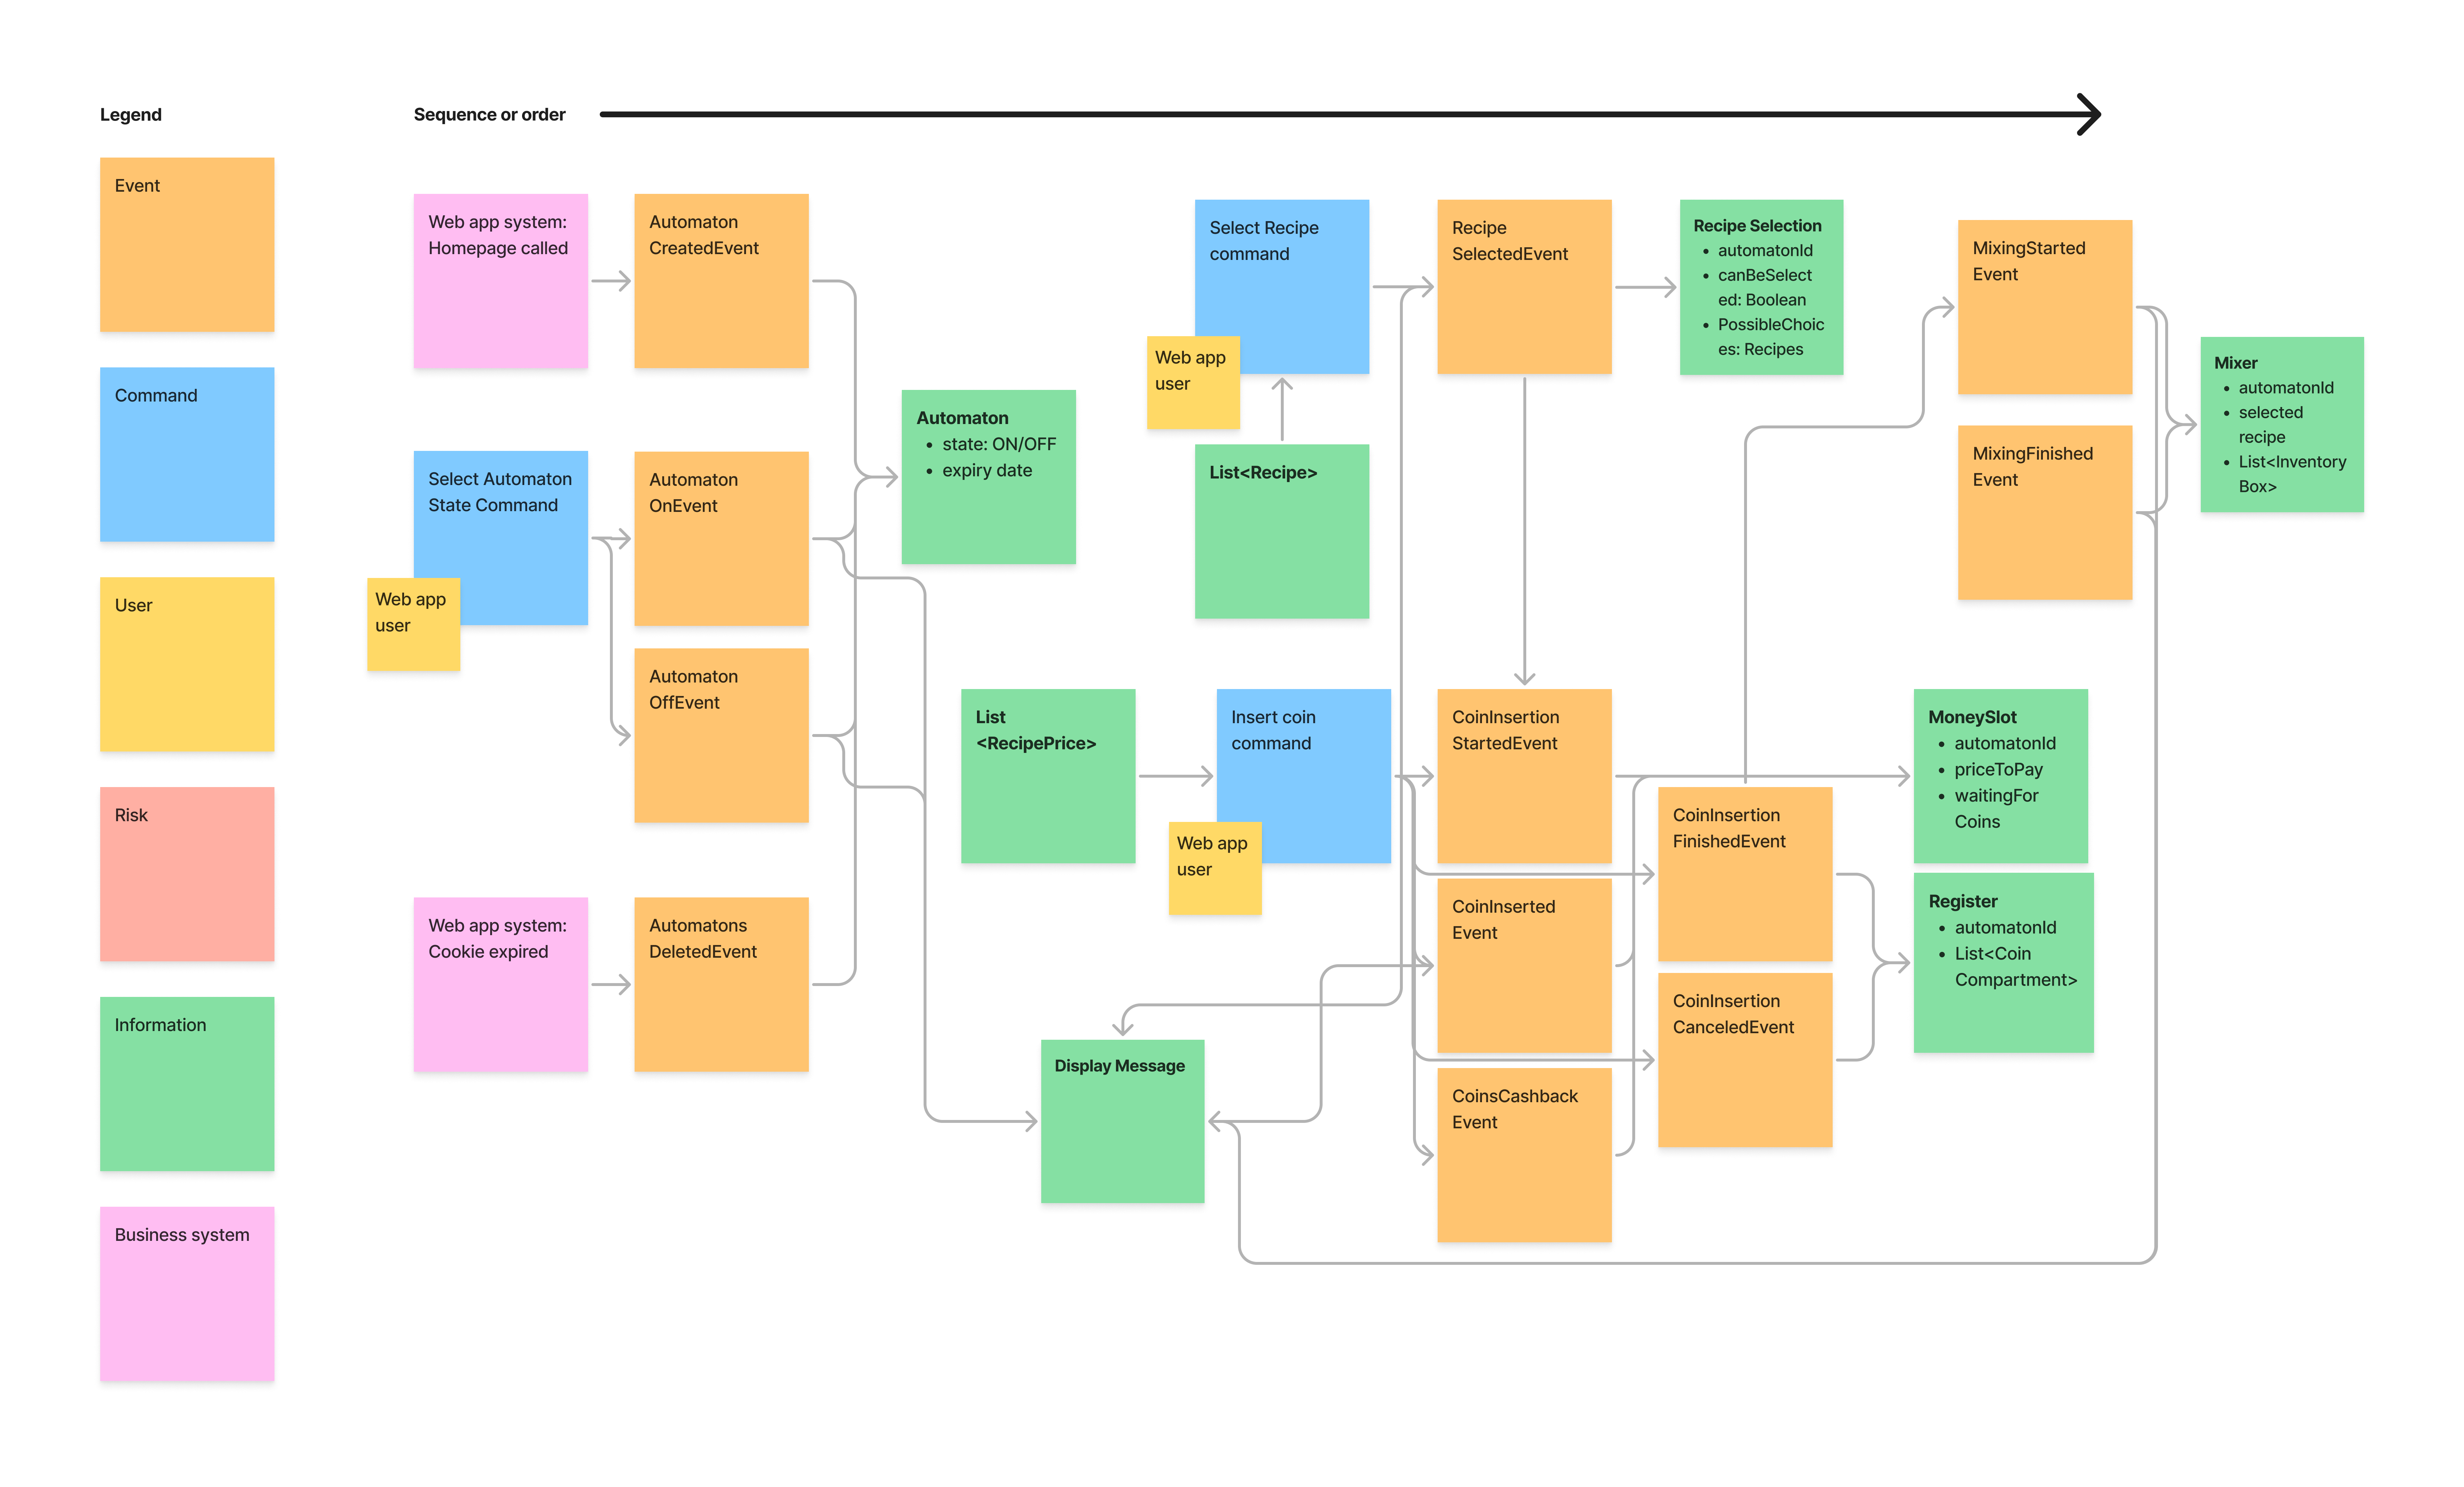 Legend
Event
Command
User
Risk
Information
Business system
Sequence or order
Web app system:
Homepage called
Automaton
CreatedEvent
Select Automaton
State Command
Web app
user
Automaton
OnEvent
Automaton
OffEvent
Web app system:
Cookie expired
Automatons
DeletedEvent
Automaton
• state: ON/OFF
• expiry date
Select Recipe
command
Web app
user
List<Recipe>
Recipe
SelectedEvent
Recipe Selection
• automatonId
• canBeSelect
ed: Boolean
• PossibleChoic
es: Recipes
List
<RecipePrice>
Insert coin
command
Web app
user
Display Message
CoinInsertion
StartedEvent
CoinInserted
Event
CoinsCashback
Event
CoinInsertion
FinishedEvent
CoinInsertion
CanceledEvent
MixingStarted
Event
MixingFinished
Event
MoneySlot
• automatonId
• priceToPay
• waitingFor
Coins
Register
• automatonId
• List<Coin
Compartment>
Mixer
• automatonId
• selected
recipe
• List<Inventory
Box>